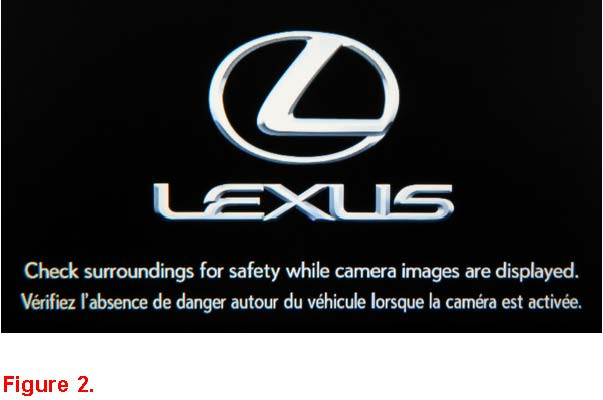 LEXUS
Check surroundings for safety while camera images are displayed.
Vérifiez l'absence de danger autour du véhicule lorsque la caméra est activée.
Figure 2.